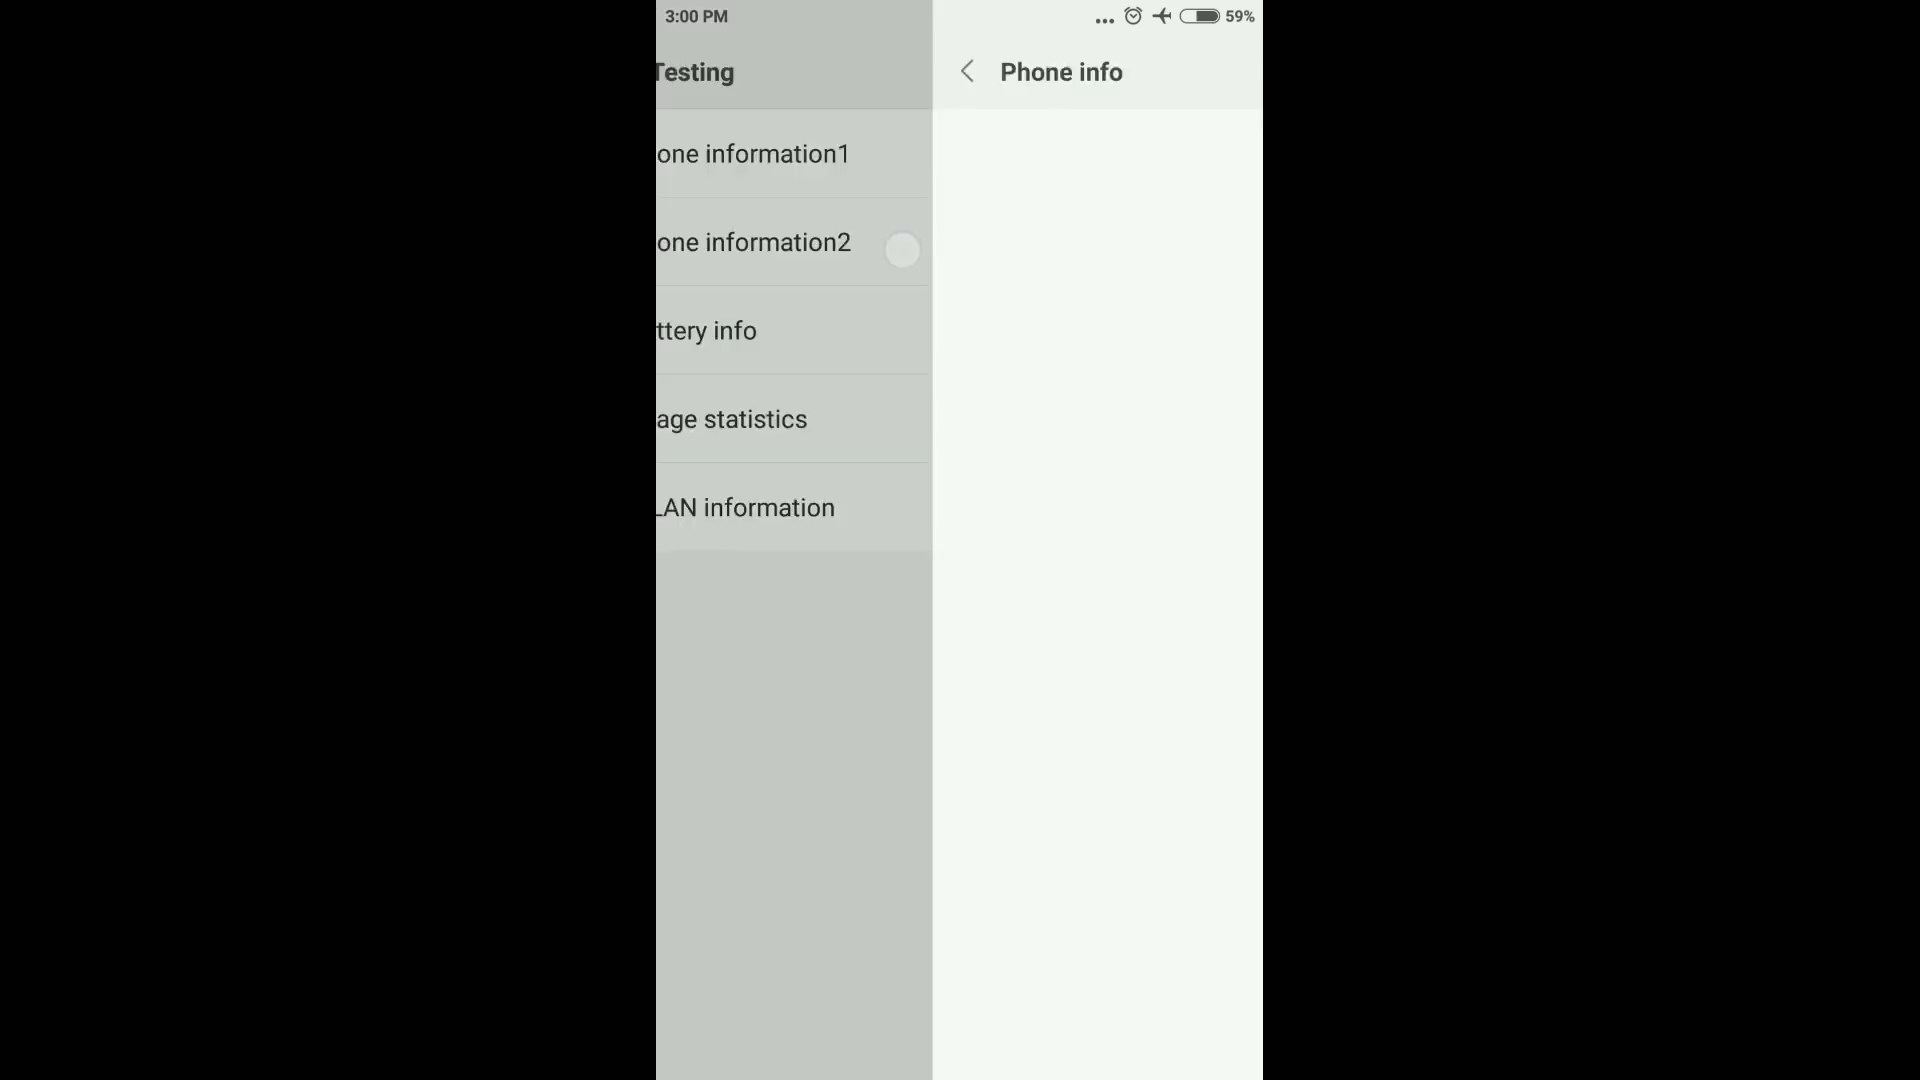 3:00 PM
59%
Testing
Phone info
one information1
one information2
ttery info
age statistics
LAN information